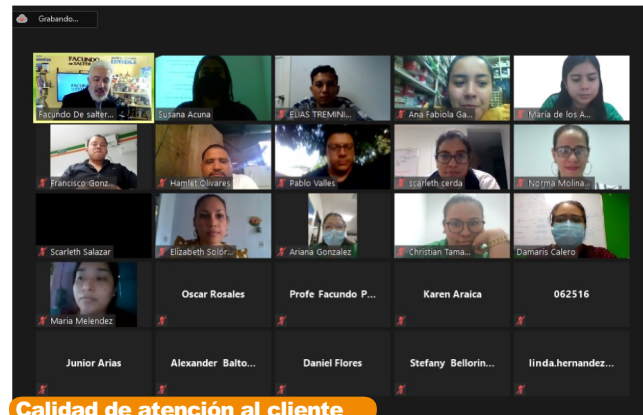 Grabando...
FACUNDO
Facundo De salter...
Susana Acuna
ELIAS TREMINI...
Ana Fabiola Ga...
María de los A...
Francisco Gonz...
Hamlet Olivares
Pablo Valles
scarleth cerda
Norma Molina...
Scarleth Salazar
Elizabeth Solór...
Ariana Gonzalez
Christian Tama...
Damaris Calero
Maria Melendez
Oscar Rosales
Profe Facundo P...
Karen Araica
062516
Junior Arias
Alexander Balto...
Daniel Flores
Stefany Bellorin...
linda.hernandez...
Calidad de atención al cliente